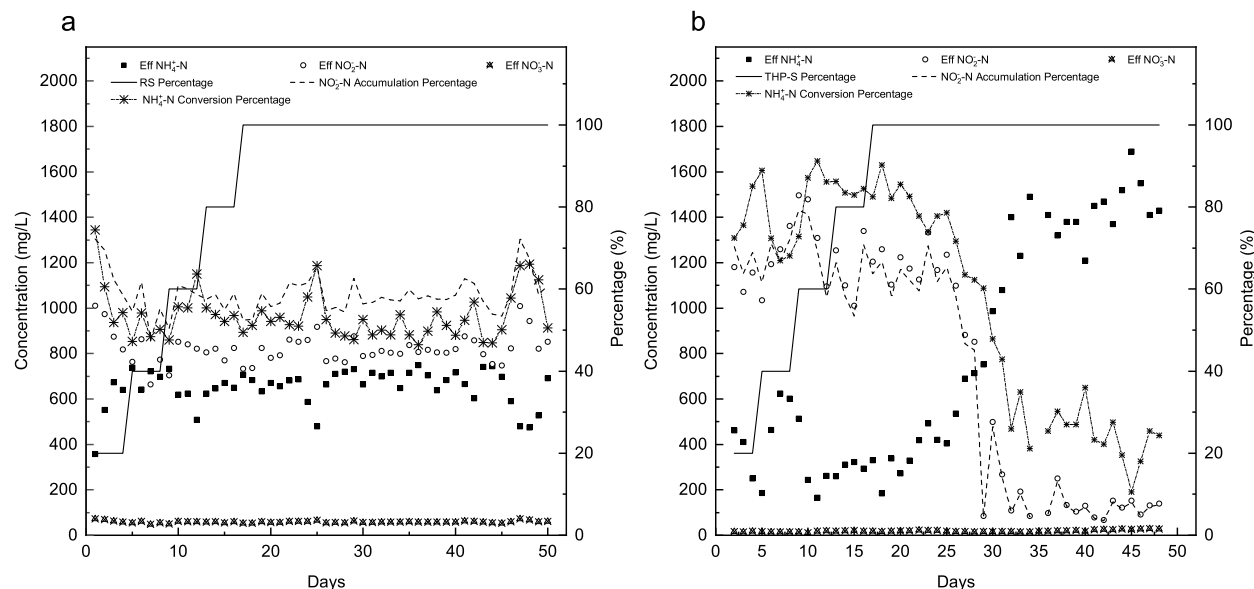 a
Eff NH₄⁺-N Eff NO₂⁻-N Eff NO₃⁻-N
RS Percentage NO₂⁻-N Accumulation Percentage
NH₄⁺-N Conversion Percentage
Concentration (mg/L)
2000
1800
1600
1400
1200
1000
800
600
400
200
0
0 10 20 30 40 50
Days
100
80
60
40
20
0
Percentage (%)
b
Eff NH₄⁺-N Eff NO₂⁻-N Eff NO₃⁻-N
THP-S Percentage NO₂⁻-N Accumulation Percentage
NH₄⁺-N Conversion Percentage
Concentration (mg/L)
2000
1800
1600
1400
1200
1000
800
600
400
200
0
0 5 10 15 20 25 30 35 40 45 50
Days
100
80
60
40
20
0
Percentage (%)